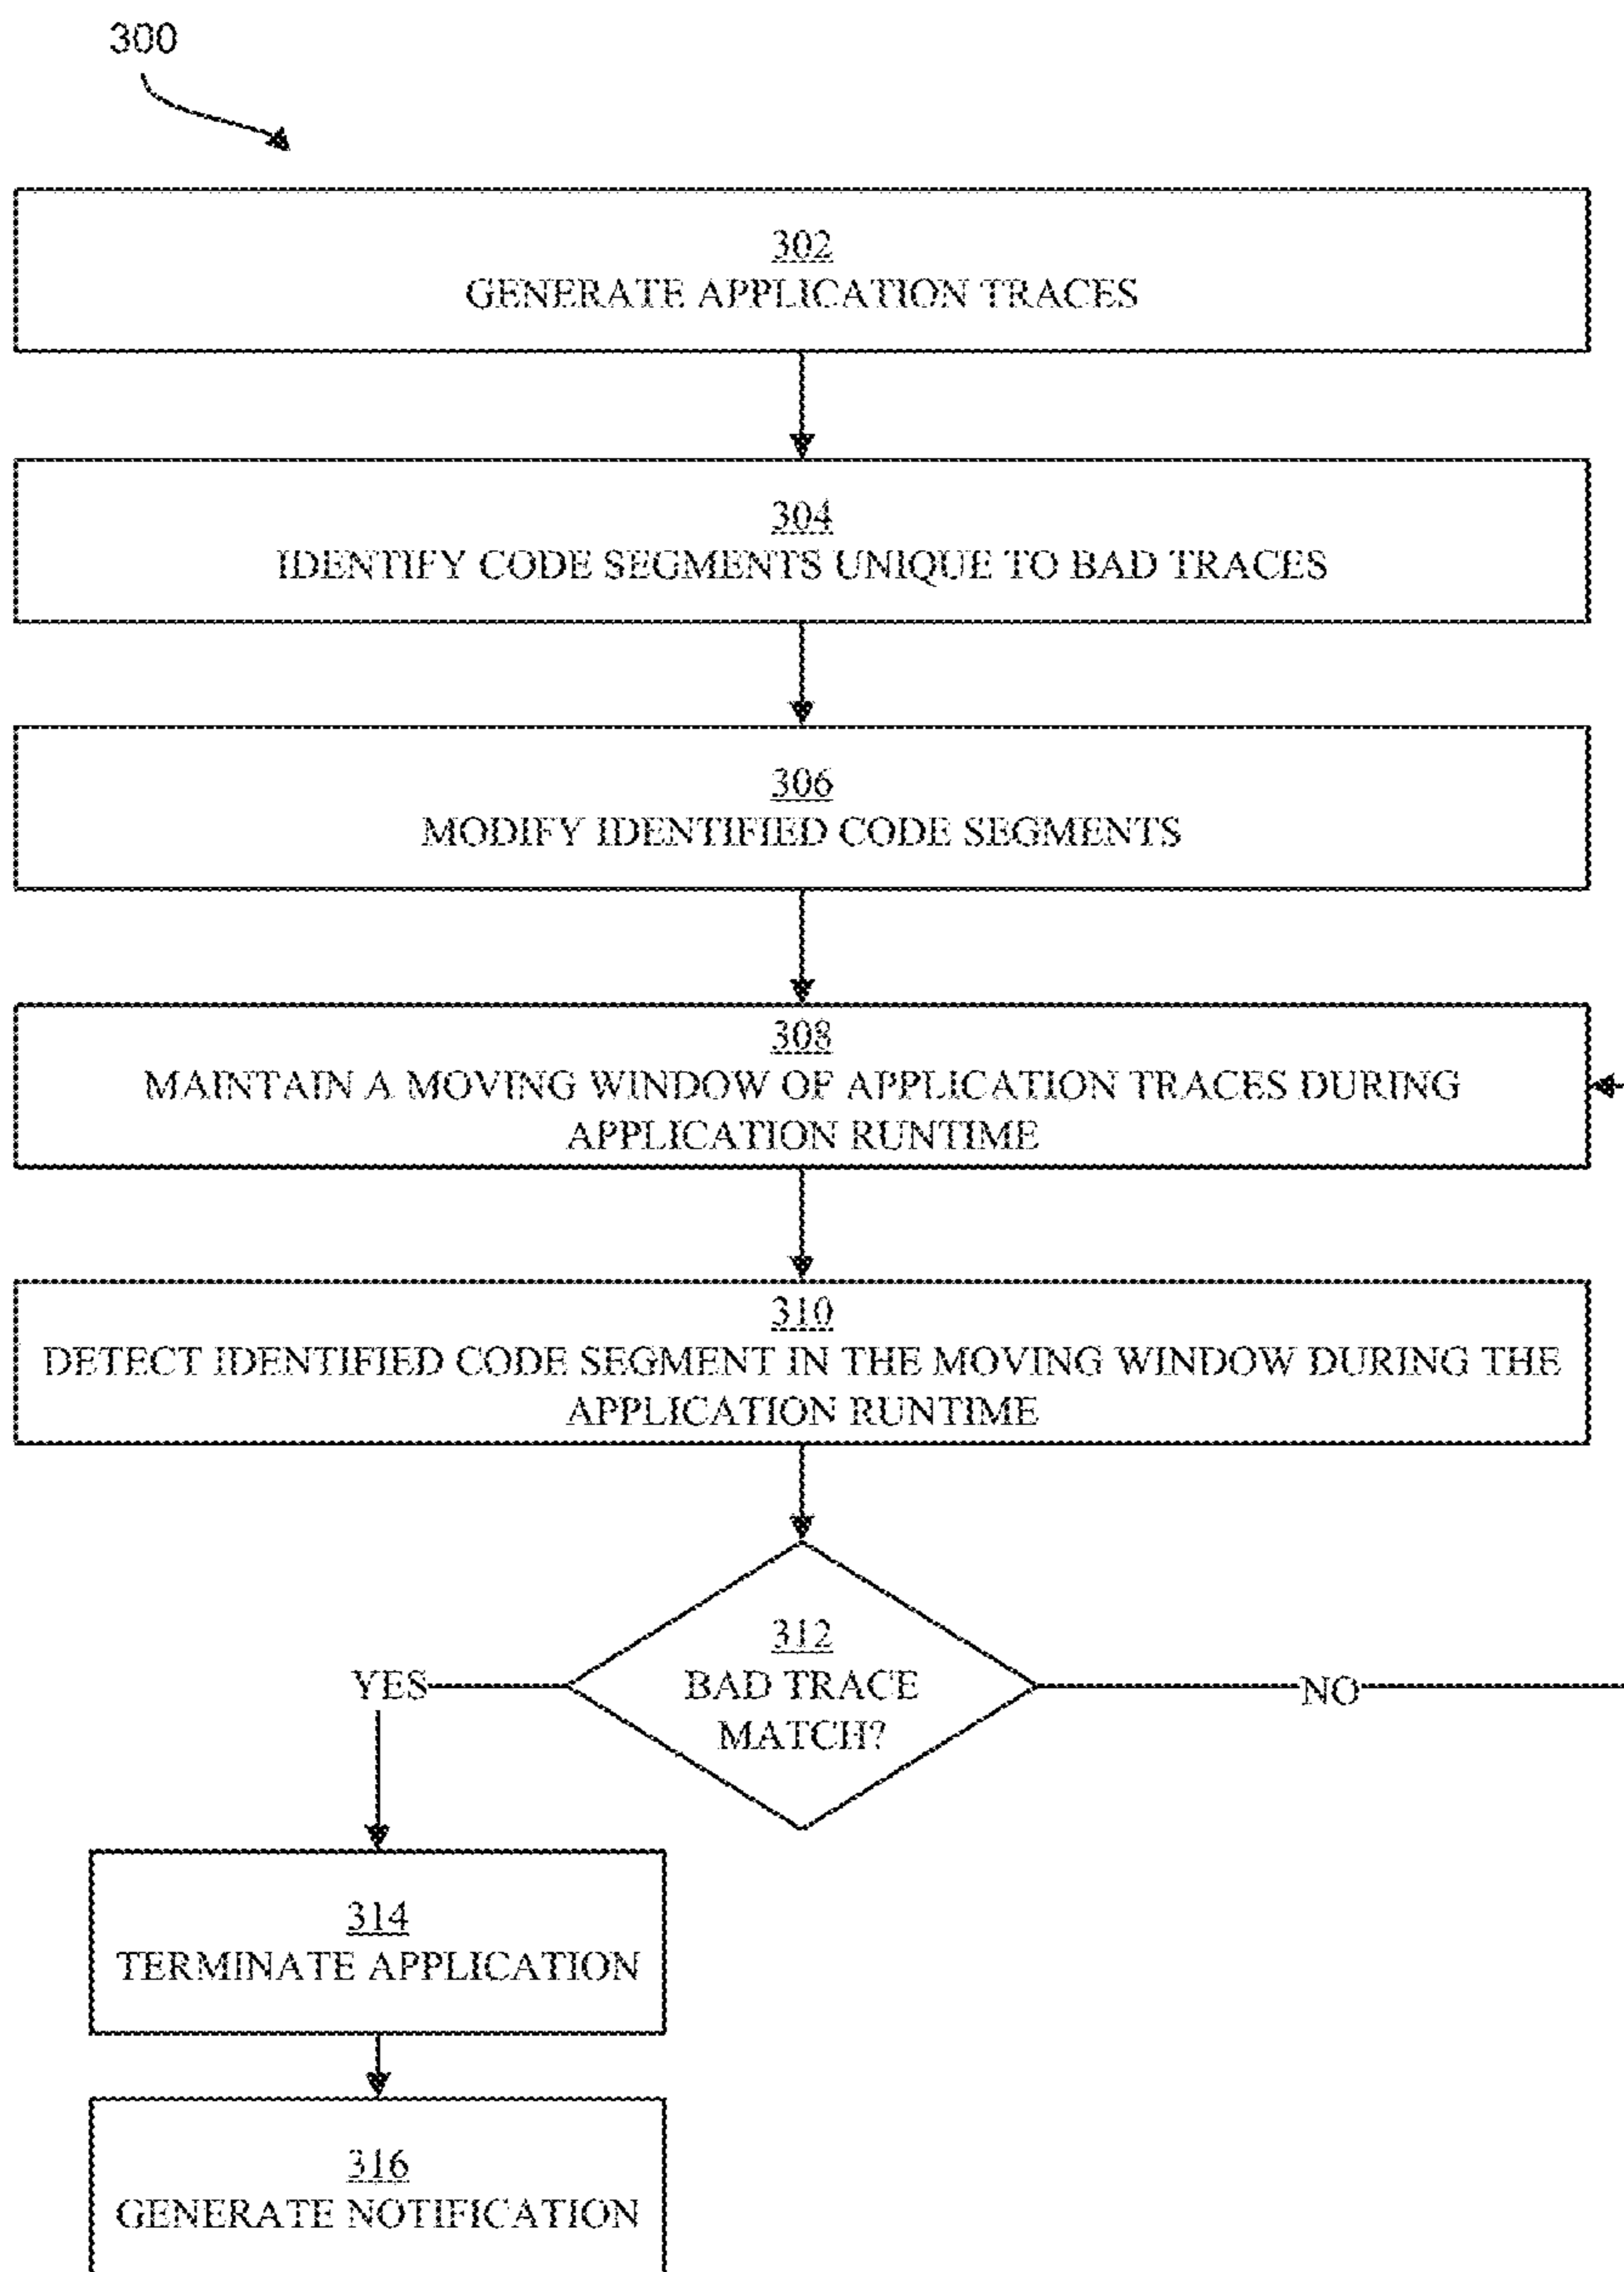 300
302
GENERATE APPLICATION TRACES
304
IDENTIFY CODE SEGMENTS UNIQUE TO BAD TRACES
306
MODIFY IDENTIFIED CODE SEGMENTS
308
MAINTAIN A MOVING WINDOW OF APPLICATION TRACES DURING
APPLICATION RUNTIME
310
DETECT IDENTIFIED CODE SEGMENT IN THE MOVING WINDOW DURING THE
APPLICATION RUNTIME
312
BAD TRACE
MATCH?
YES
NO
314
TERMINATE APPLICATION
316
GENERATE NOTIFICATION